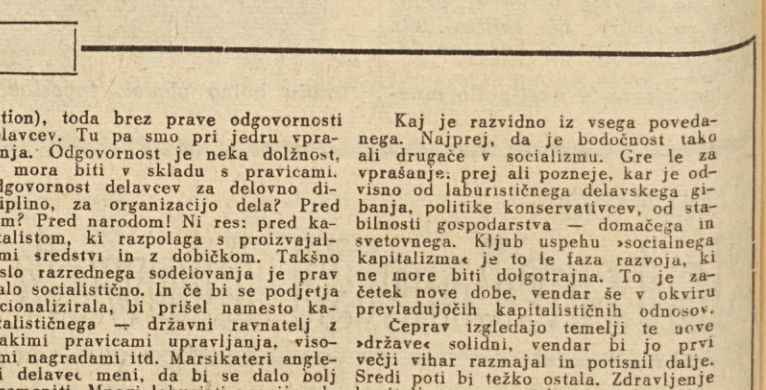 tion), toda brez prave odgovornosti
lavcev. Tu pa smo pri jedru vpra-
nja. Odgovornost je neka dolžnost,
mora biti v skladu s pravicami.
dgovornost delavcev za delovno di-
iplino, za organizacijo dela? Pred
m? Pred narodom! Ni res: pred ka-
talistom, ki razpolaga s proizvajal-
mi sredstvi in z dobičkom. Takšno
slo razrednega sodelovanja je prav
alo socialistično. In če bi se podjetja
cionalizirala, bi prišel namesto ka-
talističnega — državni ravnatelj z
akimi pravicami upravljanja, viso-
mi nagradami itd. Marsikateri angle-
i delavec meni, da bi se dalo bolj
Kaj je razvidno iz vsega poveda-
nega. Najprej, da je bodočnost tako
ali drugače v socializmu. Gre le za
vprašanje: prej ali pozneje, kar je od-
visno od laburističnega delavskega gi-
banja, politike konservativcev, od sta-
bilnosti gospodarstva — domačega in
svetovnega. Kljub uspehu »socialnega
kapitalizma« je to le faza razvoja, ki
ne more biti dolgotrajna. To je za-
četek nove dobe, vendar še v okviru
prevladujočih kapitalističnih odnosov.
Čeprav izgledajo temelji te nove
»države« solidni, vendar bi jo prvi
večji vihar razmajal in potisnil dalje.
Sredi poti bi težko ostala. Zdravljenje